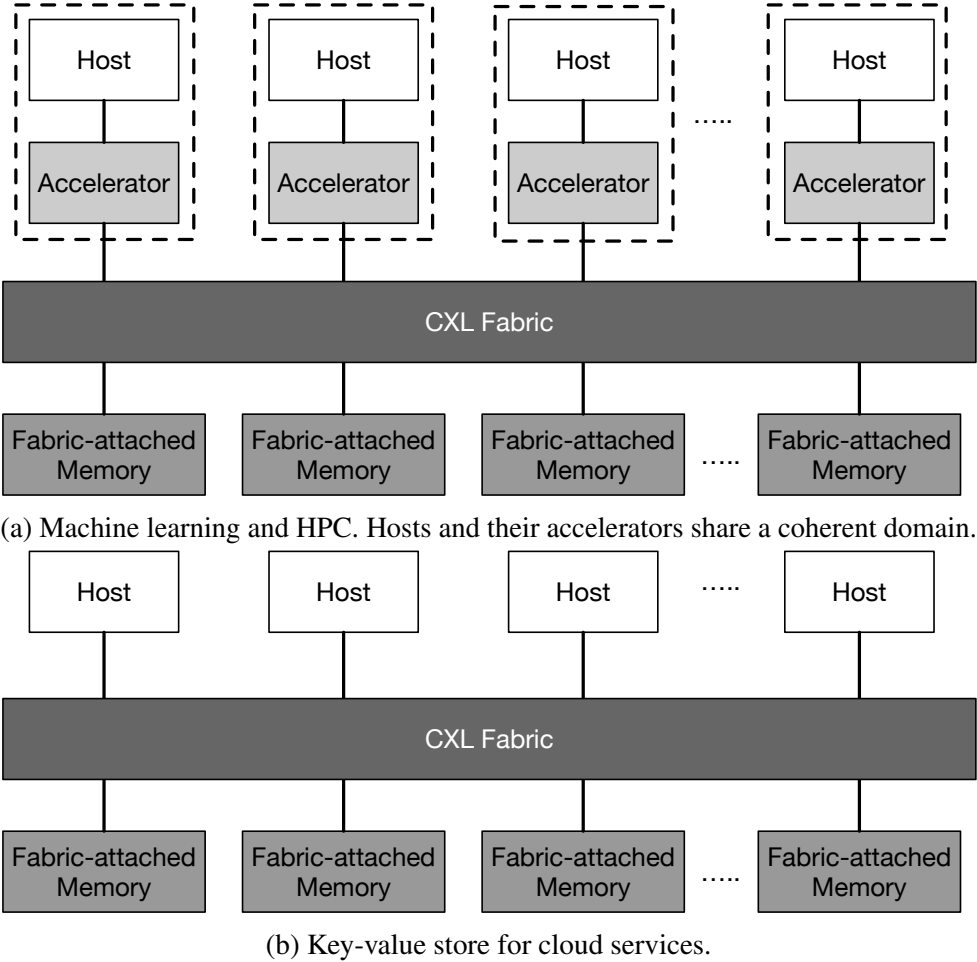 Host Host Host Host
.....
Accelerator Accelerator Accelerator Accelerator
CXL Fabric
Fabric-attached Memory Fabric-attached Memory Fabric-attached Memory ..... Fabric-attached Memory
(a) Machine learning and HPC. Hosts and their accelerators share a coherent domain.
Host Host Host ..... Host
CXL Fabric
Fabric-attached Memory Fabric-attached Memory Fabric-attached Memory ..... Fabric-attached Memory
(b) Key-value store for cloud services.